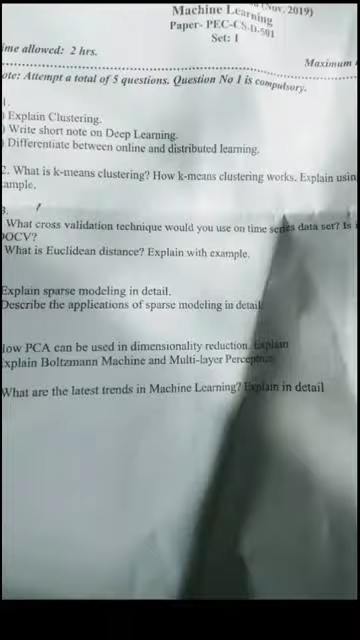 (Nov. 2019)
Machine Learning
Paper- PEC-CS-D-501
Set: I
ime allowed: 2 hrs.
Maximum
ote: Attempt a total of 5 questions. Question No 1 is compulsory.
1.
) Explain Clustering.
) Write short note on Deep Learning.
) Differentiate between online and distributed learning.
2. What is k-means clustering? How k-means clustering works. Explain usin
ample.
3.
What cross validation technique would you use on time series data set? Is
OCV?
What is Euclidean distance? Explain with example.
Explain sparse modeling in detail.
Describe the applications of sparse modeling in detail
How PCA can be used in dimensionality reduction. Explain
Explain Boltzmann Machine and Multi-layer Perceptron
What are the latest trends in Machine Learning? Explain in detail